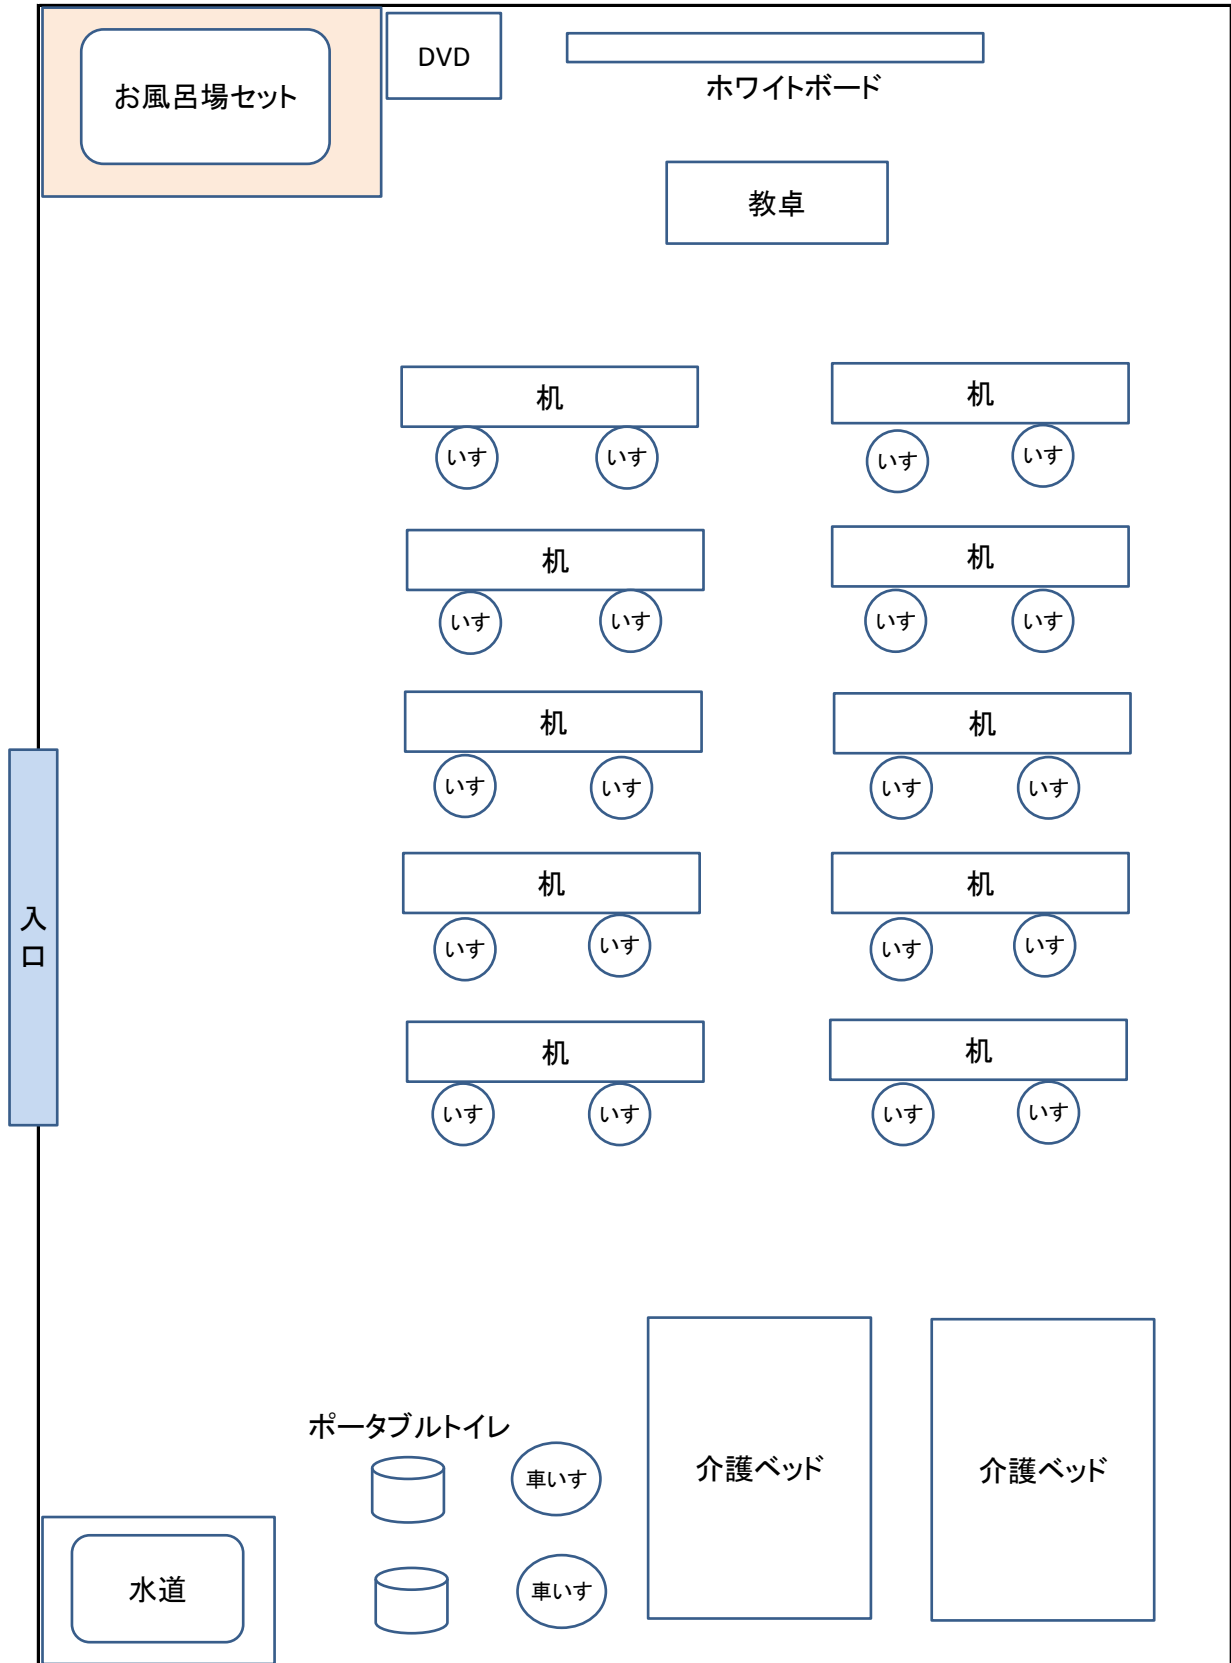 お風呂場セット
DVD
ホワイトボード
教卓
机
机
いす
いす
いす
いす
机
机
いす
いす
いす
いす
机
机
いす
いす
いす
いす
机
机
いす
いす
いす
いす
机
机
いす
いす
いす
いす
入
口
ポータブルトイレ
車いす
介護ベッド
介護ベッド
水道
車いす